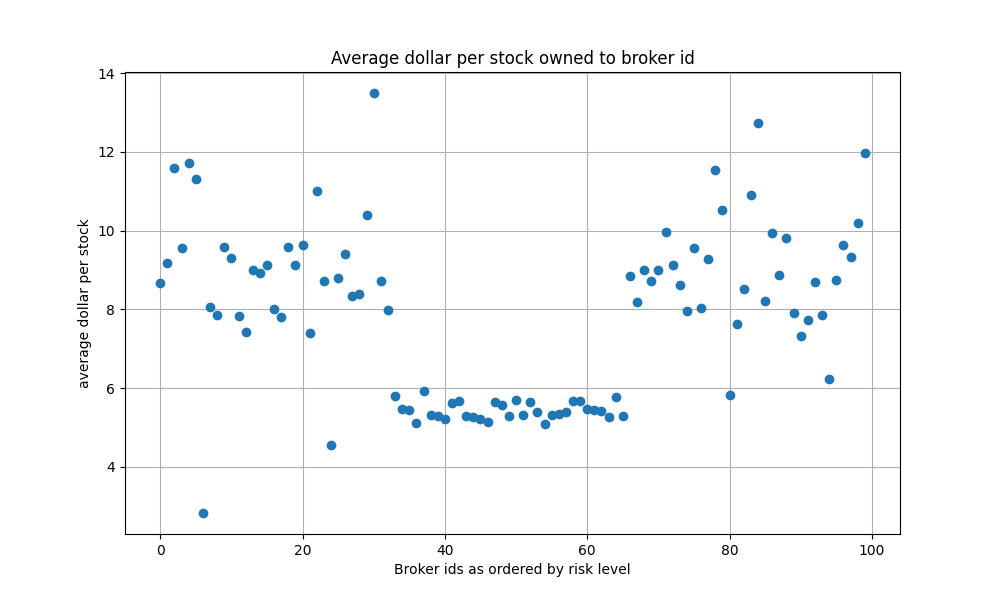 Average dollar per stock owned to broker id
average dollar per stock
14
12
10
8
6
4
0 20 40 60 80 100
Broker ids as ordered by risk level